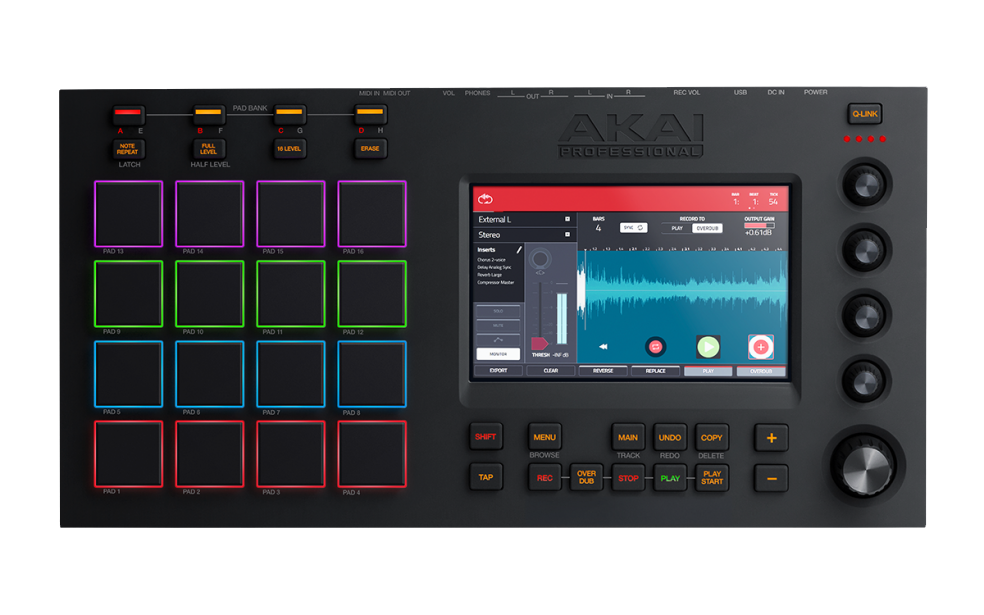 MIDI IN MIDI OUT VOL PHONES L OUT R L IN R REC VOL USB DC IN POWER
PAD BANK
A E B F C G D H
NOTE REPEAT
FULL LEVEL
16 LEVEL
ERASE
LATCH
HALF LEVEL
AKAI
PROFESSIONAL
Q-LINK
PAD 13 PAD 14 PAD 15 PAD 16
PAD 9 PAD 10 PAD 11 PAD 12
PAD 5 PAD 6 PAD 7 PAD 8
PAD 1 PAD 2 PAD 3 PAD 4
BAR BEAT TICK
1: 1: 54
External L
Stereo
BARS
4
SYNC
RECORD TO
PLAY OVERDUB
OUTPUT GAIN
+0.61dB
Inserts
Chorus 2-voice
Delay Analog Sync
Reverb Large
Compressor Master
SOLO
MUTE
MONITOR
THRESH -INF dB
EXPORT CLEAR REVERSE REPLACE PLAY OVERDUB
SHIFT MENU MAIN UNDO COPY +
BROWSE TRACK REDO DELETE
TAP REC OVER DUB STOP PLAY PLAY START −